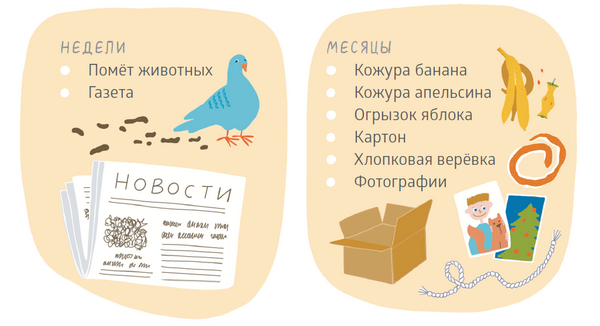 НЕДЕЛИ
Помёт животных
Газета
НОВОСТИ
МЕСЯЦЫ
Кожура банана
Кожура апельсина
Огрызок яблока
Картон
Хлопковая верёвка
Фотографии